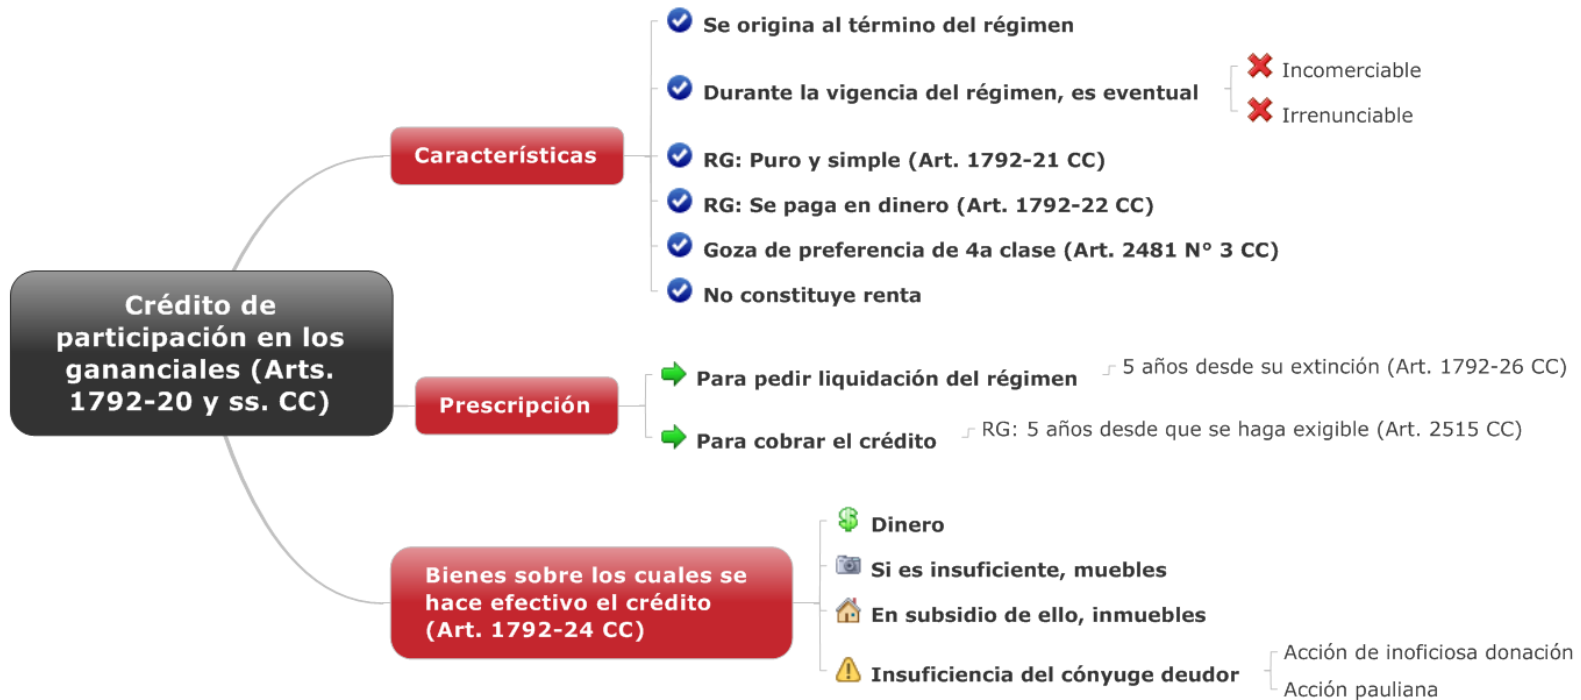 Crédito de
participación en los
gananciales (Arts.
1792-20 y ss. CC)
Características
Se origina al término del régimen
Durante la vigencia del régimen, es eventual
Incomerciable
Irrenunciable
RG: Puro y simple (Art. 1792-21 CC)
RG: Se paga en dinero (Art. 1792-22 CC)
Goza de preferencia de 4a clase (Art. 2481 N° 3 CC)
No constituye renta
Prescripción
Para pedir liquidación del régimen
5 años desde su extinción (Art. 1792-26 CC)
Para cobrar el crédito
RG: 5 años desde que se haga exigible (Art. 2515 CC)
Bienes sobre los cuales se
hace efectivo el crédito
(Art. 1792-24 CC)
Dinero
Si es insuficiente, muebles
En subsidio de ello, inmuebles
Insuficiencia del cónyuge deudor
Acción de inoficiosa donación
Acción pauliana